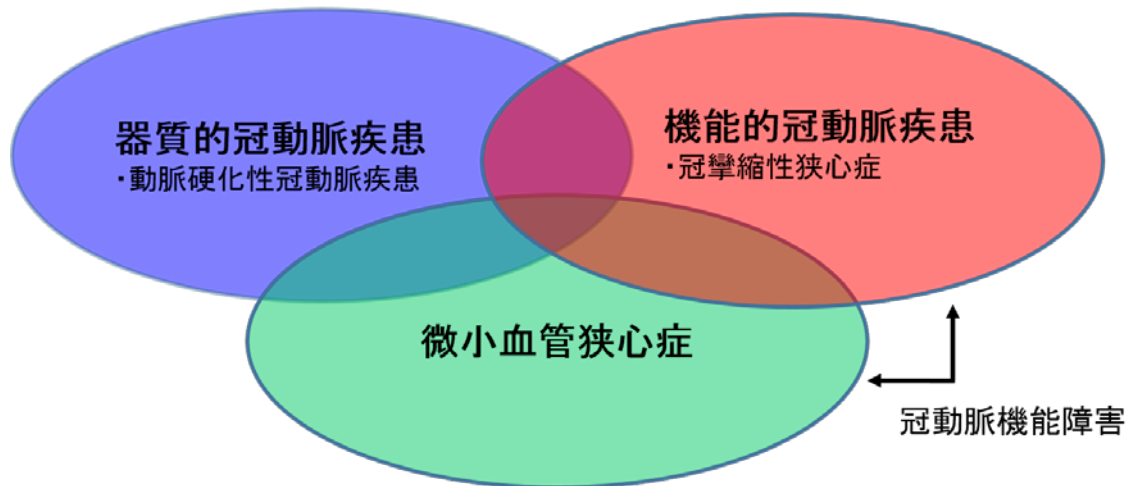 器質的冠動脈疾患
・動脈硬化性冠動脈疾患
機能的冠動脈疾患
・冠攣縮性狭心症
微小血管狭心症
冠動脈機能障害